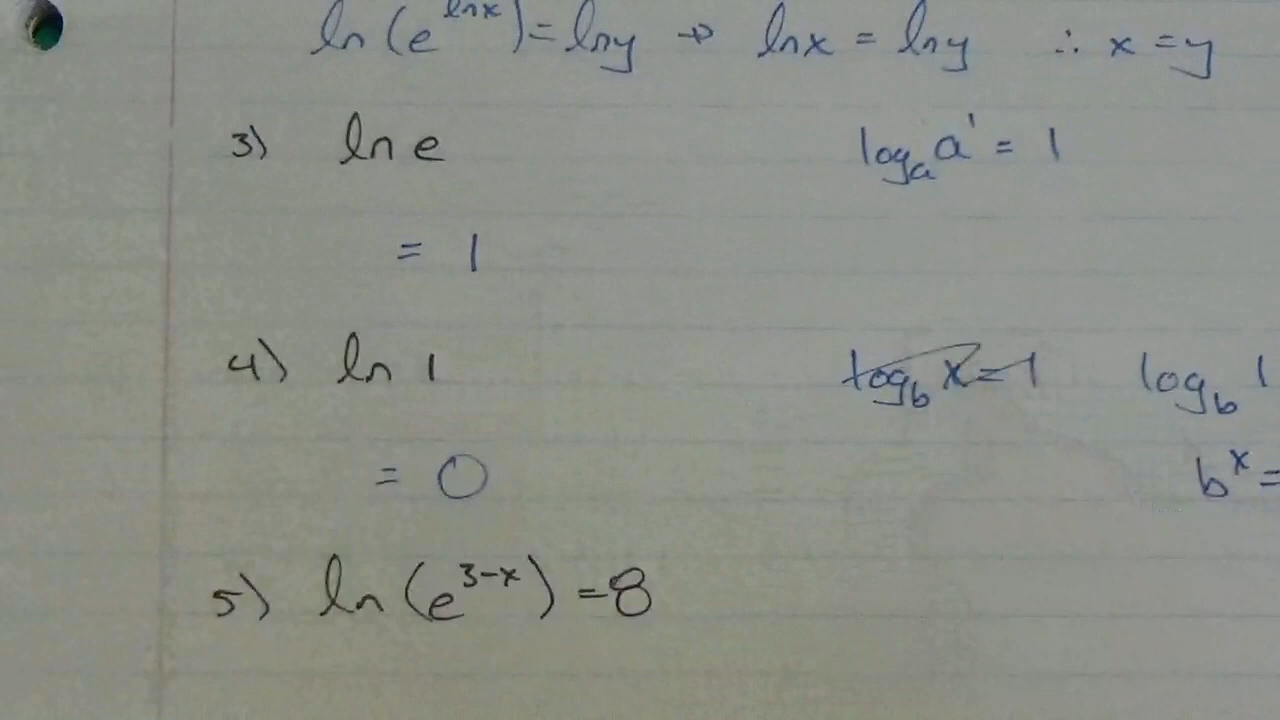 ln(e^{lnx})=lny → lnx = lny ∴ x = y
3) ln e log_a a^1 = 1
= 1
4) ln 1 log_b x=1 log_b 1
= 0 b^x =
5) ln(e^{3-x})=8